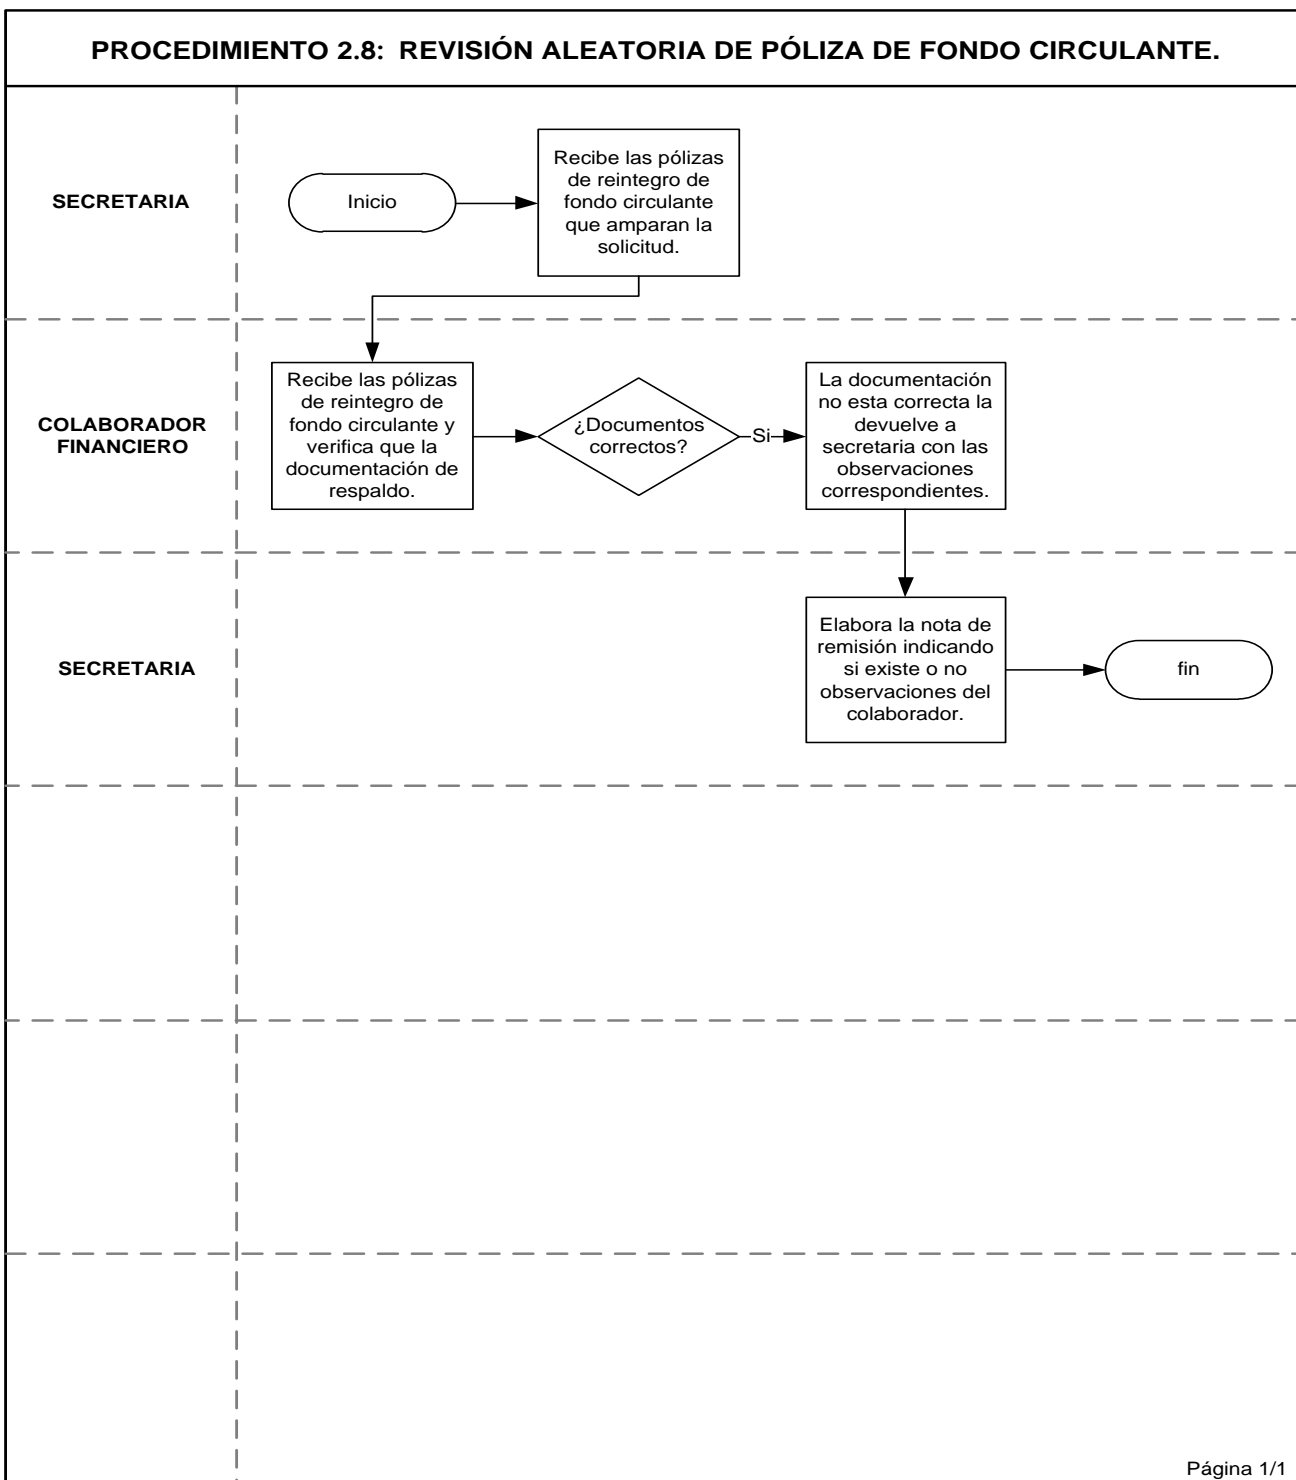 PROCEDIMIENTO 2.8: REVISIÓN ALEATORIA DE PÓLIZA DE FONDO CIRCULANTE.
SECRETARIA
Inicio
Recibe las pólizas
de reintegro de
fondo circulante
que amparan la
solicitud.
COLABORADOR
FINANCIERO
Recibe las pólizas
de reintegro de
fondo circulante y
verifica que la
documentación de
respaldo.
¿Documentos
correctos?
Si
La documentación
no esta correcta la
devuelve a
secretaria con las
observaciones
correspondientes.
SECRETARIA
Elabora la nota de
remisión indicando
si existe o no
observaciones del
colaborador.
fin
Página 1/1